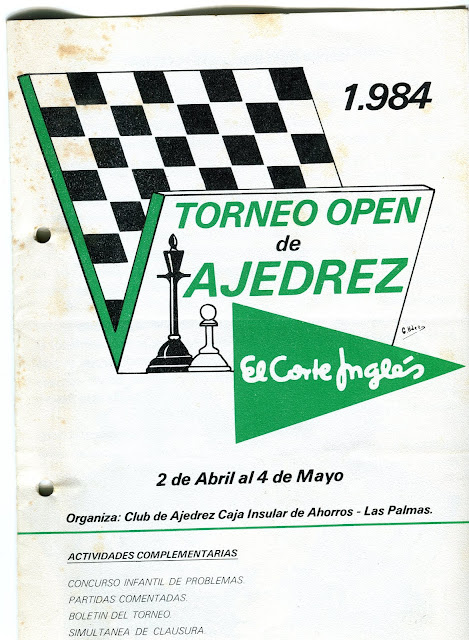 1.984
TORNEO OPEN
de
AJEDREZ
El Corte Inglés
2 de Abril al 4 de Mayo
Organiza: Club de Ajedrez Caja Insular de Ahorros - Las Palmas.
ACTIVIDADES COMPLEMENTARIAS
CONCURSO INFANTIL DE PROBLEMAS.
PARTIDAS COMENTADAS.
BOLETIN DEL TORNEO.
SIMULTANEA DE CLAUSURA.